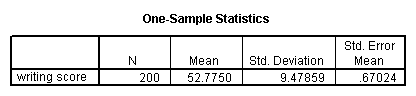 One-Sample Statistics
N Mean Std. Deviation Std. Error Mean
writing score 200 52.7750 9.47859 .67024